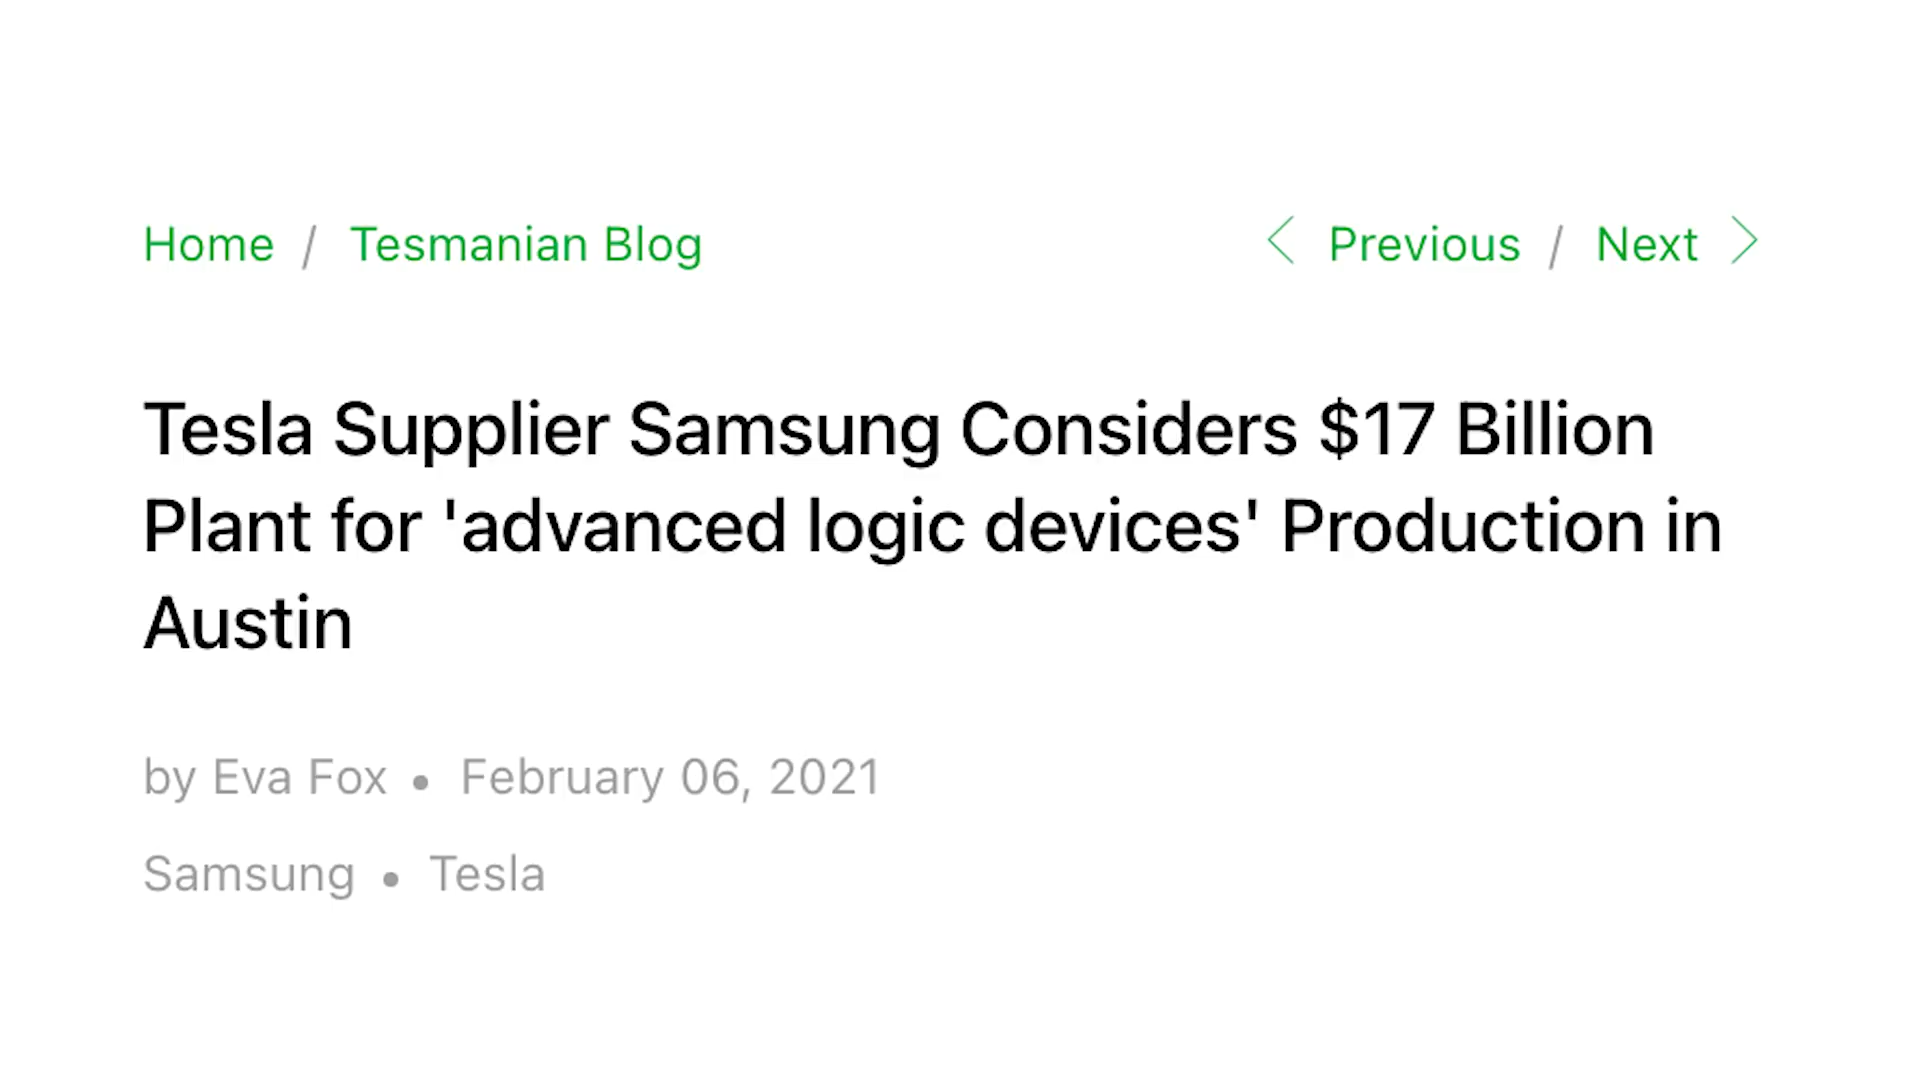 Home / Tesmanian Blog
< Previous / Next >
Tesla Supplier Samsung Considers $17 Billion
Plant for 'advanced logic devices' Production in
Austin
by Eva Fox • February 06, 2021
Samsung • Tesla